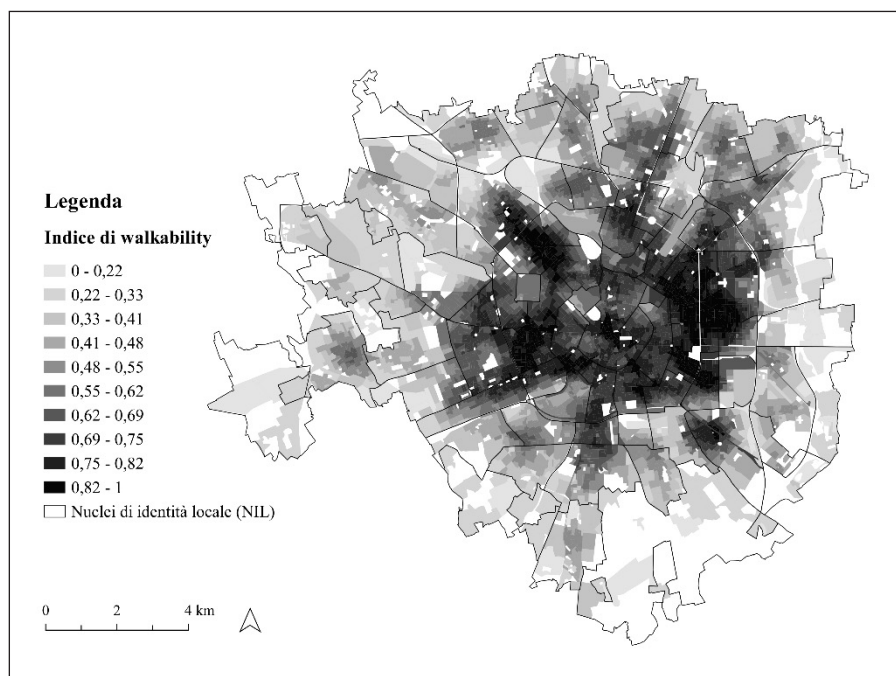 Legenda
Indice di walkability
0 - 0,22
0,22 - 0,33
0,33 - 0,41
0,41 - 0,48
0,48 - 0,55
0,55 - 0,62
0,62 - 0,69
0,69 - 0,75
0,75 - 0,82
0,82 - 1
Nuclei di identità locale (NIL)
0 2 4 km